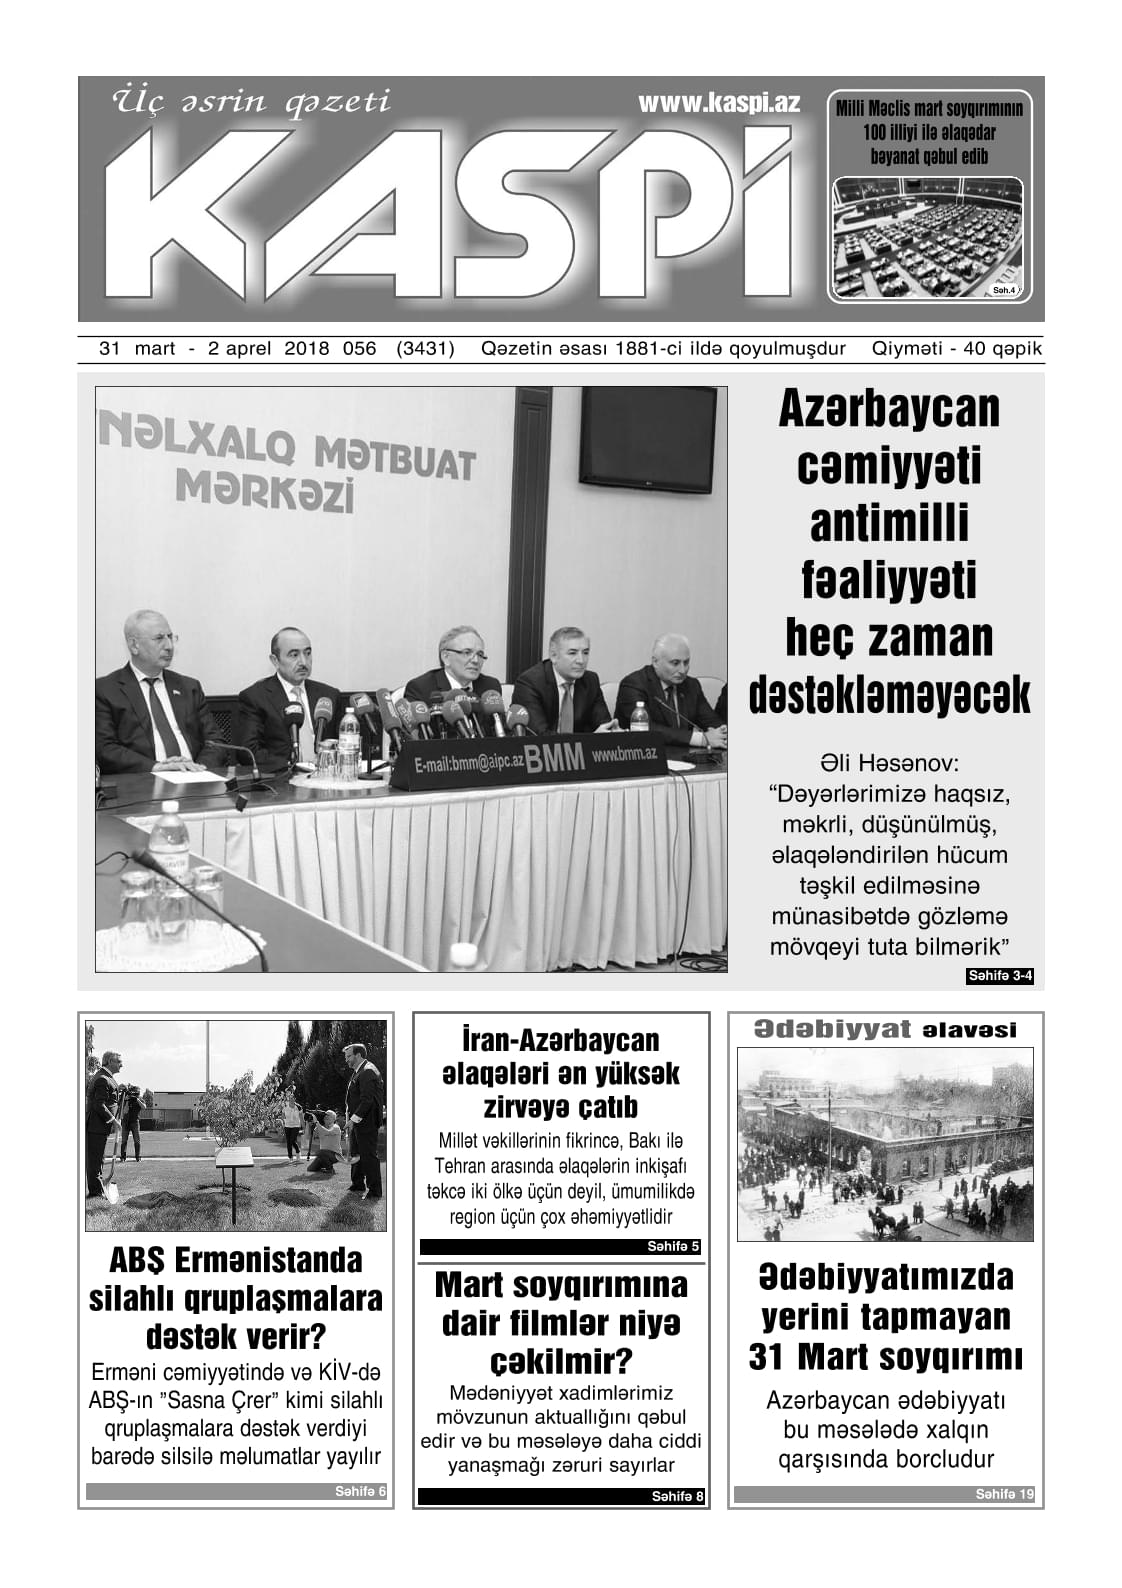 Üç əsrin qəzeti
www.kaspi.az
KASPİ
Milli Məclis mart soyqırımının
100 illiyi ilə əlaqədar
bəyanat qəbul edib
Səh.4
31 mart - 2 aprel 2018 056 (3431) Qəzetin əsası 1881-ci ildə qoyulmuşdur Qiyməti - 40 qəpik
NƏLXALQ MƏTBUAT
MƏRKƏZİ
E-mail:bmm@aipc.az BMM www.bmm.az
Azərbaycan
cəmiyyəti
antimilli
fəaliyyəti
heç zaman
dəstəkləməyəcək
Əli Həsənov:
“Dəyərlərimizə haqsız,
məkrli, düşünülmüş,
əlaqələndirilən hücum
təşkil edilməsinə
münasibətdə gözləmə
mövqeyi tuta bilmərik”
Səhifə 3-4
ABŞ Ermənistanda
silahlı qruplaşmalara
dəstək verir?
Erməni cəmiyyətində və KİV-də
ABŞ-ın ”Sasna Çrer” kimi silahlı
qruplaşmalara dəstək verdiyi
barədə silsilə məlumatlar yayılır
Səhifə 6
İran-Azərbaycan
əlaqələri ən yüksək
zirvəyə çatıb
Millət vəkillərinin fikrincə, Bakı ilə
Tehran arasında əlaqələrin inkişafı
təkcə iki ölkə üçün deyil, ümumilikdə
region üçün çox əhəmiyyətlidir
Səhifə 5
Mart soyqırımına
dair filmlər niyə
çəkilmir?
Mədəniyyət xadimlərimiz
mövzunun aktuallığını qəbul
edir və bu məsələyə daha ciddi
yanaşmağı zəruri sayırlar
Səhifə 8
Ədəbiyyat əlavəsi
Ədəbiyyatımızda
yerini tapmayan
31 Mart soyqırımı
Azərbaycan ədəbiyyatı
bu məsələdə xalqın
qarşısında borcludur
Səhifə 19